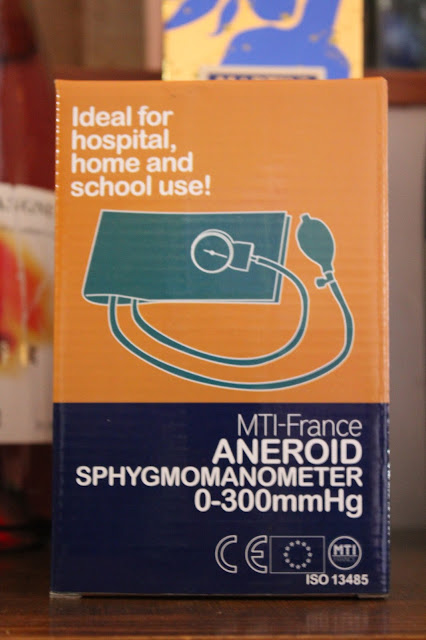 Ideal for
hospital,
home and
school use!
MTI-France
ANEROID
SPHYGMOMANOMETER
0-300mmHg
CE
MTI
ISO 13485